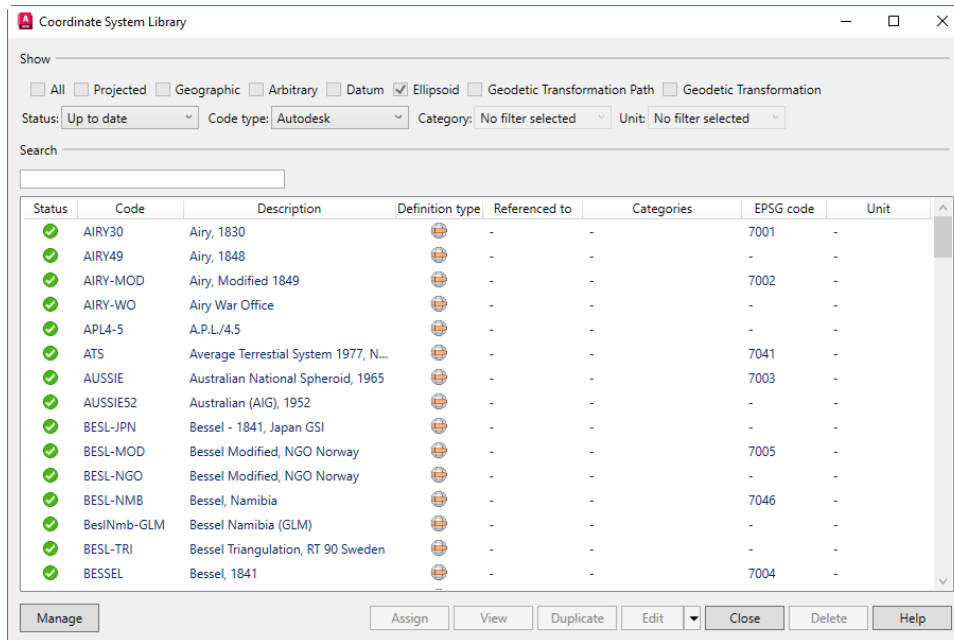 Coordinate System Library
Show
All Projected Geographic Arbitrary Datum Ellipsoid Geodetic Transformation Path Geodetic Transformation
Status: Up to date Code type: Autodesk Category: No filter selected Unit: No filter selected
Search
Status Code Description Definition type Referenced to Categories EPSG code Unit
AIRY30 Airy, 1830 - - 7001 -
AIRY49 Airy, 1848 - - - -
AIRY-MOD Airy, Modified 1849 - - 7002 -
AIRY-WO Airy War Office - - - -
APL4-5 A.P.L./4.5 - - - -
ATS Average Terrestial System 1977, N... - - 7041 -
AUSSIE Australian National Spheroid, 1965 - - 7003 -
AUSSIE52 Australian (AIG), 1952 - - - -
BESL-JPN Bessel - 1841, Japan GSI - - - -
BESL-MOD Bessel Modified, NGO Norway - - 7005 -
BESL-NGO Bessel Modified, NGO Norway - - - -
BESL-NMB Bessel, Namibia - - 7046 -
BeslNmb-GLM Bessel Namibia (GLM) - - - -
BESL-TRI Bessel Triangulation, RT 90 Sweden - - - -
BESSEL Bessel, 1841 - - 7004 -
Manage Assign View Duplicate Edit Close Delete Help